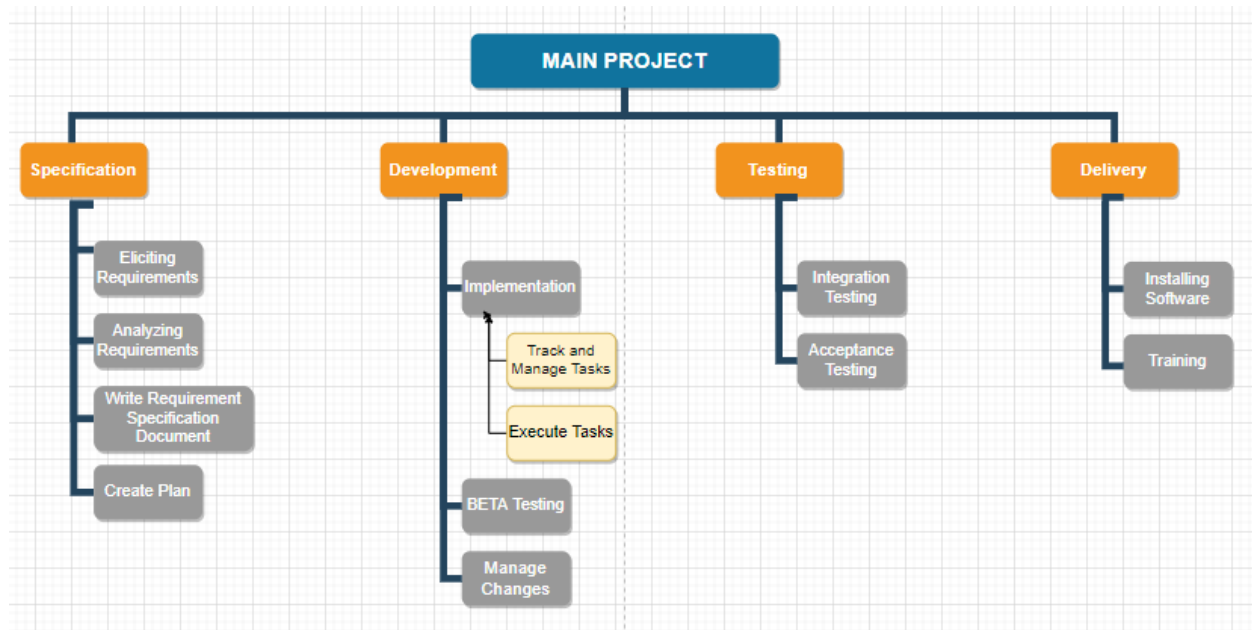 MAIN PROJECT
Specification
Development
Testing
Delivery
Eliciting
Requirements
Analyzing
Requirements
Write Requirement
Specification
Document
Create Plan
Implementation
Track and
Manage Tasks
Execute Tasks
BETA Testing
Manage
Changes
Integration
Testing
Acceptance
Testing
Installing
Software
Training